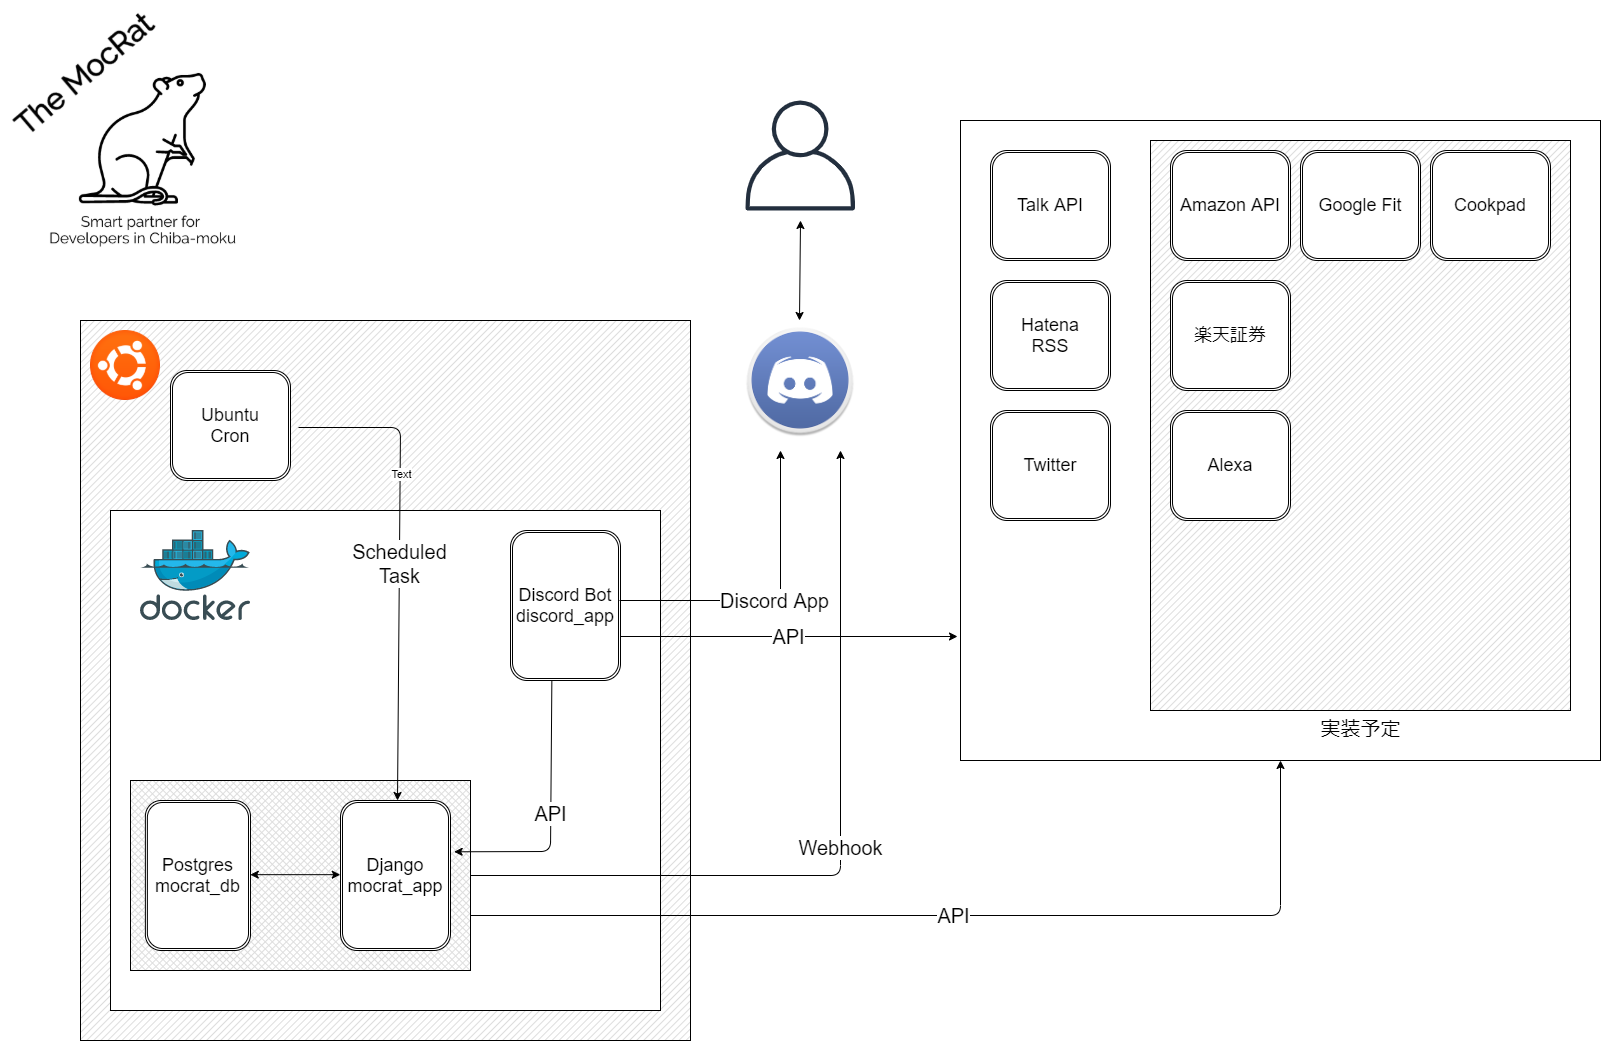 The MocRat
Smart partner for
Developers in Chiba-moku
Ubuntu
Cron
Text
docker
Scheduled
Task
Discord Bot
discord_app
Discord App
API
API
Postgres
mocrat_db
Django
mocrat_app
Webhook
API
Talk API
Hatena
RSS
Twitter
Amazon API
Google Fit
Cookpad
楽天証券
Alexa
実装予定